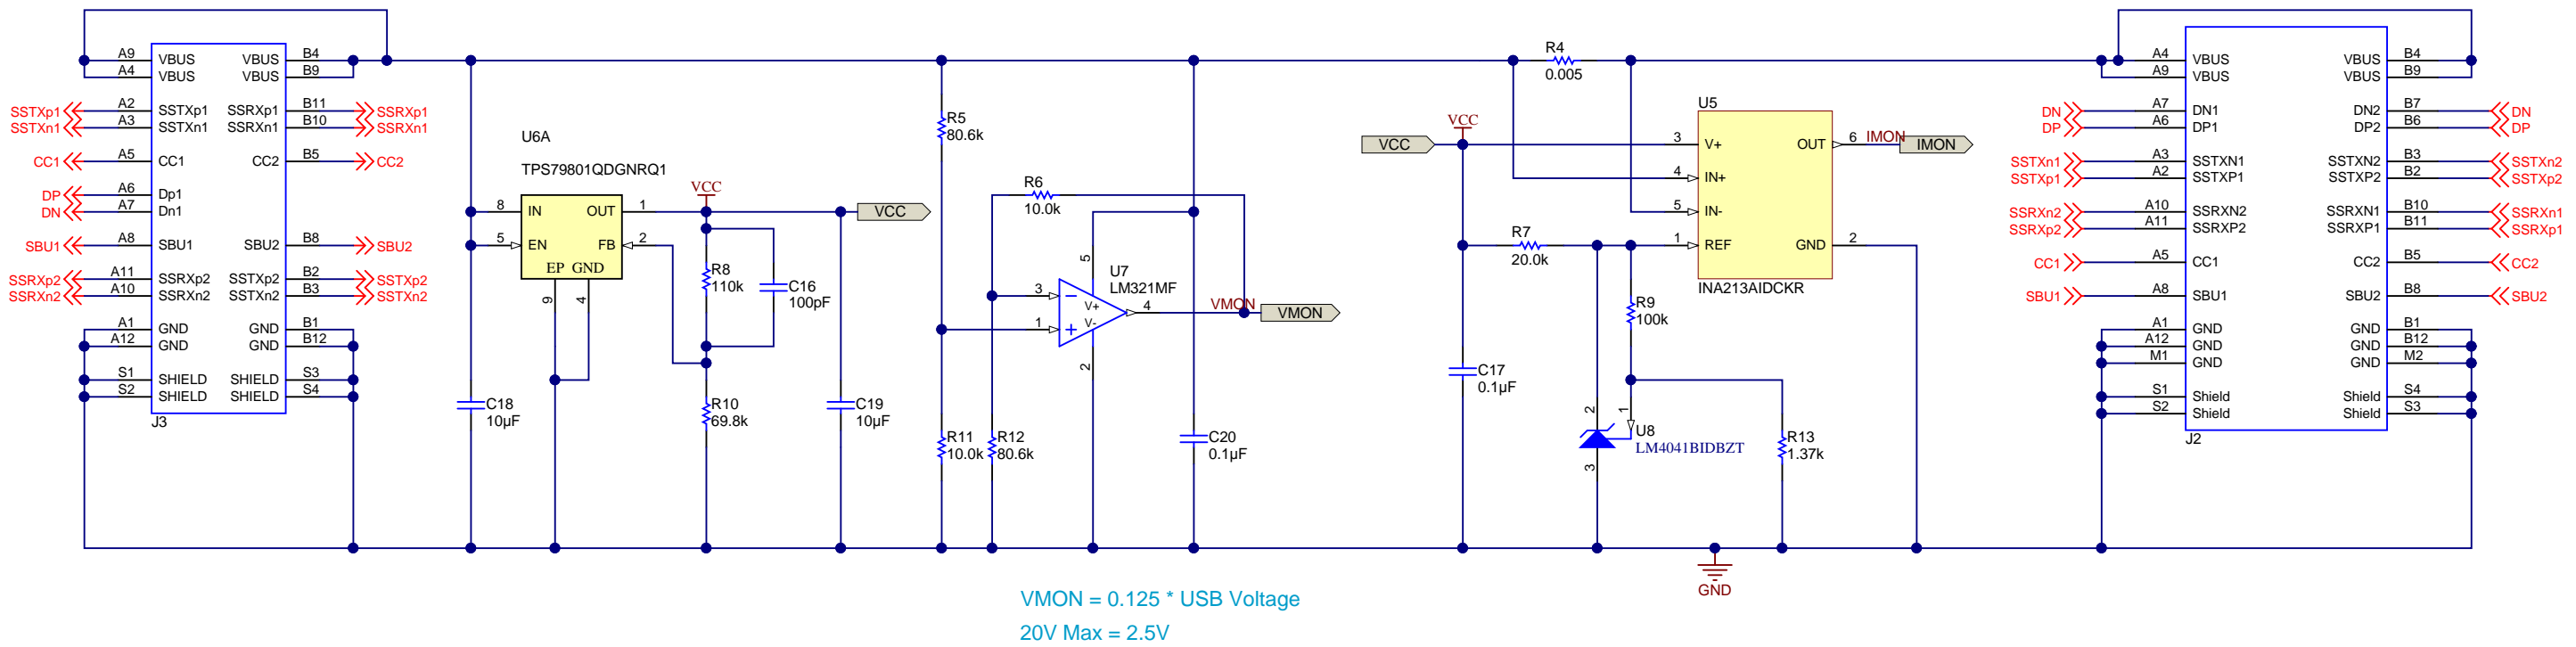 A9 VBUS VBUS B4
A4 VBUS VBUS B9
SSTXp1 A2 SSTXp1 SSRXp1 B11 SSRXp1
SSTXn1 A3 SSTXn1 SSRXn1 B10 SSRXn1
CC1 A5 CC1 CC2 B5 CC2
DP A6 Dp1
DN A7 Dn1
SBU1 A8 SBU1 SBU2 B8 SBU2
SSRXp2 A11 SSRXp2 SSTXp2 B2 SSTXp2
SSRXn2 A10 SSRXn2 SSTXn2 B3 SSTXn2
A1 GND GND B1
A12 GND GND B12
S1 SHIELD SHIELD S3
S2 SHIELD SHIELD S4
J3
U6A
TPS79801QDGNRQ1
8 IN OUT 1
5 EN FB 2
EP GND
9 4
VCC
VCC
R8
110k
C16
100pF
R10
69.8k
C18
10µF
C19
10µF
R5
80.6k
R6
10.0k
U7
LM321MF
5
3
V+
1
V-
4
2
VMON
VMON
R11
10.0k
R12
80.6k
C20
0.1µF
R4
0.005
VCC
VCC
U5
3 V+ OUT 6 IMON IMON
4 IN+
5 IN-
1 REF GND 2
INA213AIDCKR
R7
20.0k
R9
100k
C17
0.1µF
2
1
U8
LM4041BIDBZT
3
R13
1.37k
GND
A4 VBUS VBUS B4
A9 VBUS VBUS B9
DN A7 DN1 DN2 B7 DN
DP A6 DP1 DP2 B6 DP
SSTXn1 A3 SSTXN1 SSTXN2 B3 SSTXn2
SSTXp1 A2 SSTXP1 SSTXP2 B2 SSTXp2
SSRXn2 A10 SSRXN2 SSRXN1 B10 SSRXn1
SSRXp2 A11 SSRXP2 SSRXP1 B11 SSRXp1
CC1 A5 CC1 CC2 B5 CC2
SBU1 A8 SBU1 SBU2 B8 SBU2
A1 GND GND B1
A12 GND GND B12
M1 GND GND M2
S1 Shield Shield S4
S2 Shield Shield S3
J2
VMON = 0.125 * USB Voltage
20V Max = 2.5V